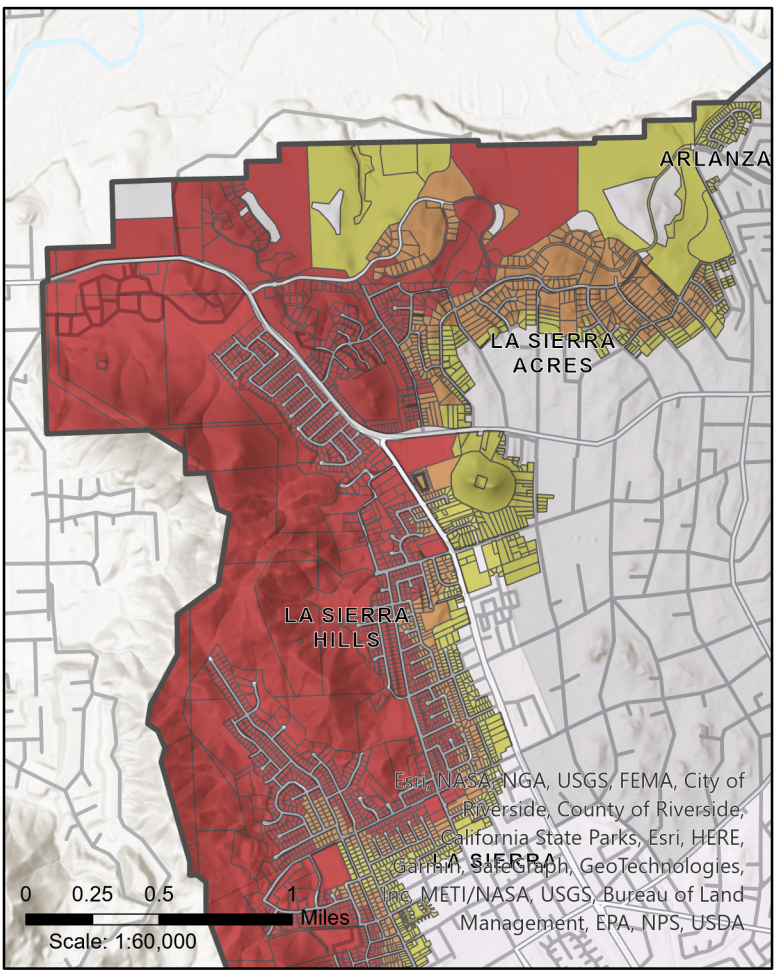 ARLANZA
LA SIERRA
ACRES
LA SIERRA
HILLS
Esri, NASA, NGA, USGS, FEMA, City of
Riverside, County of Riverside,
California State Parks, Esri, HERE,
LA SIERRA
Garmin, SafeGraph, GeoTechnologies,
Inc, METI/NASA, USGS, Bureau of Land
Management, EPA, NPS, USDA
0 0.25 0.5 1
Miles
Scale: 1:60,000